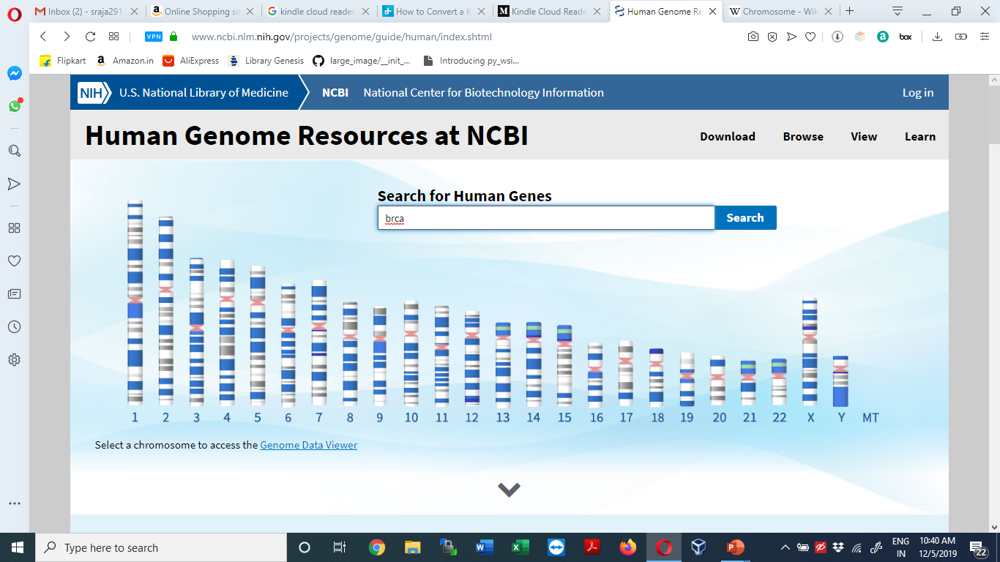 Inbox (2) - sraja291
Online Shopping sit
kindle cloud reader
How to Convert a K
Kindle Cloud Reade
Human Genome Re
Chromosome - Wiki
VPN
www.ncbi.nlm.nih.gov/projects/genome/guide/human/index.shtml
a
box
Flipkart
Amazon.in
AliExpress
Library Genesis
large_image/__init_...
Introducing py_wsi...
NIH U.S. National Library of Medicine
NCBI National Center for Biotechnology Information
Log in
Human Genome Resources at NCBI
Download Browse View Learn
Search for Human Genes
brca
Search
1 2 3 4 5 6 7 8 9 10 11 12 13 14 15 16 17 18 19 20 21 22 X Y MT
Select a chromosome to access the Genome Data Viewer
Type here to search
ENG
IN
10:40 AM
12/5/2019
22